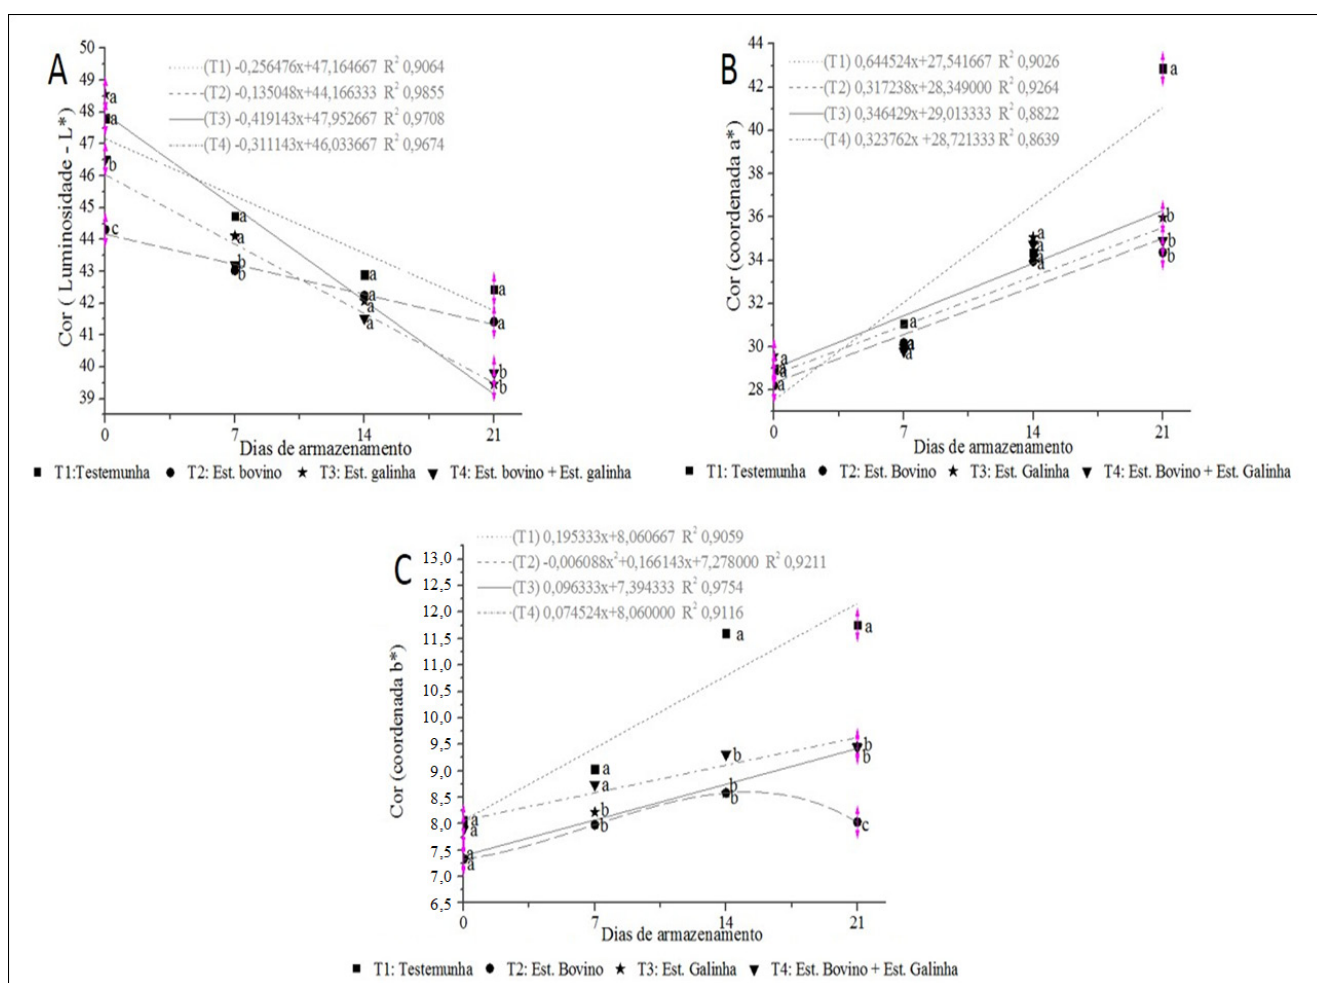 A
(T1) -0,256476x+47,164667 R² 0,9064
(T2) -0,135048x+44,166333 R² 0,9855
(T3) -0,419143x+47,952667 R² 0,9708
(T4) -0,311143x+46,033667 R² 0,9674
Cor ( Luminosidade - L*)
50
49
48
47
46
45
44
43
42
41
40
39
a
a
b
c
a
a
b
b
a
a
a
a
a
b
b
0 7 14 21
Dias de armazenamento
T1:Testemunha T2: Est. bovino T3: Est. galinha T4: Est. bovino + Est. galinha
B
(T1) 0,644524x+27,541667 R² 0,9026
(T2) 0,317238x+28,349000 R² 0,9264
(T3) 0,346429x+29,013333 R² 0,8822
(T4) 0,323762x +28,721333 R² 0,8639
Cor (coordenada a*)
44
42
40
38
36
34
32
30
28
a
a
a
a
a
a
a
a
a
a
a
a
b
b
b
0 7 14 21
Dias de armazenamento
T1: Testemunha T2: Est. Bovino T3: Est. Galinha T4: Est. Bovino + Est. Galinha
C
(T1) 0,195333x+8,060667 R² 0,9059
(T2) -0,006088x²+0,166143x+7,278000 R² 0,9211
(T3) 0,096333x+7,394333 R² 0,9754
(T4) 0,074524x+8,060000 R² 0,9116
Cor (coordenada b*)
13,0
12,5
12,0
11,5
11,0
10,5
10,0
9,5
9,0
8,5
8,0
7,5
7,0
6,5
a
a
a
a
a
a
b
b
a
b
b
b
a
b
b
c
0 7 14 21
Dias de armazenamento
T1: Testemunha T2: Est. Bovino T3: Est. Galinha T4: Est. Bovino + Est. Galinha